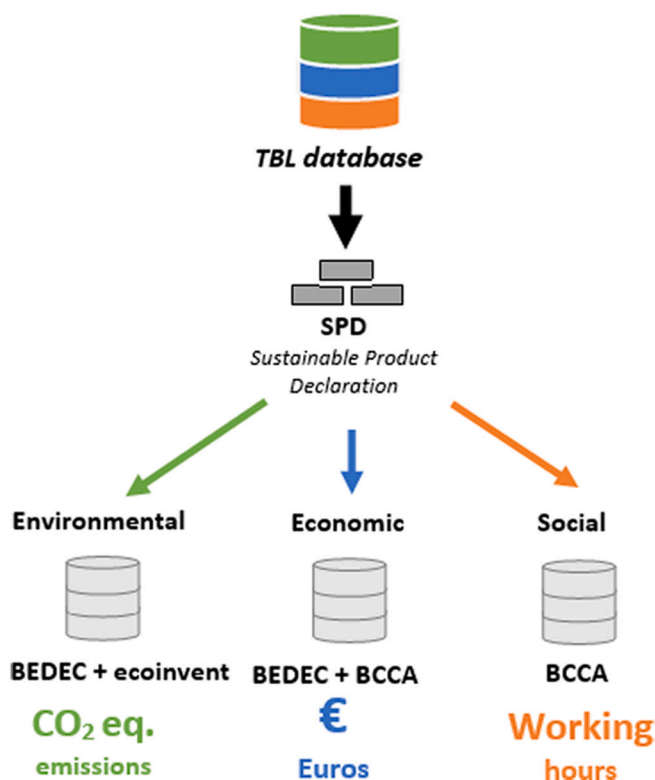 TBL database
SPD
Sustainable Product
Declaration
Environmental
Economic
Social
BEDEC + ecoinvent
BEDEC + BCCA
BCCA
CO₂ eq.
emissions
€
Euros
Working
hours